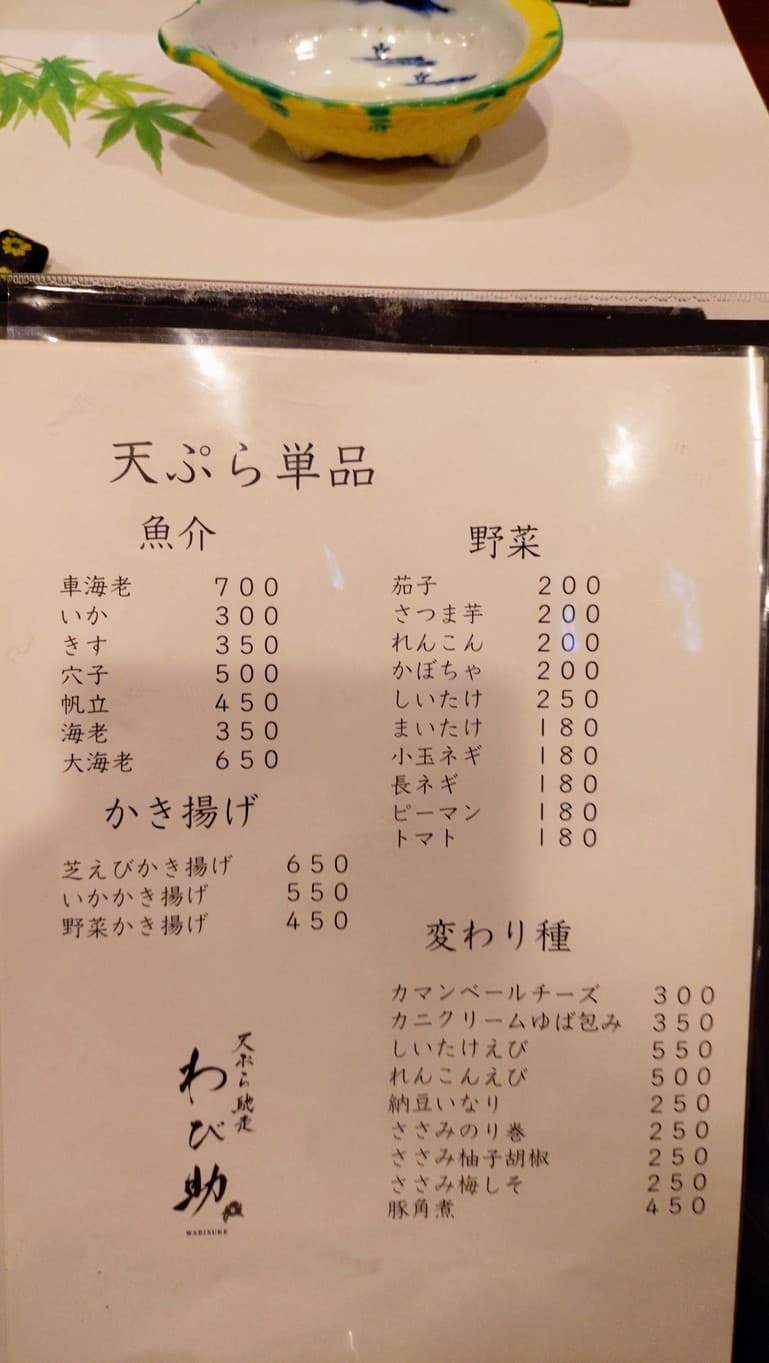 天ぷら単品
魚介
車海老 700
いか 300
きす 350
穴子 500
帆立 450
海老 350
大海老 650
かき揚げ
芝えびかき揚げ 650
いかかき揚げ 550
野菜かき揚げ 450
野菜
茄子 200
さつま芋 200
れんこん 200
かぼちゃ 200
しいたけ 250
まいたけ 180
小玉ネギ 180
長ネギ 180
ピーマン 180
トマト 180
変わり種
カマンベールチーズ 300
カニクリームゆば包み 350
しいたけえび 550
れんこんえび 500
納豆いなり 250
ささみのり巻 250
ささみ柚子胡椒 250
ささみ梅しそ 250
豚角煮 450
天ぷら馳走
わび助
WABISUKE